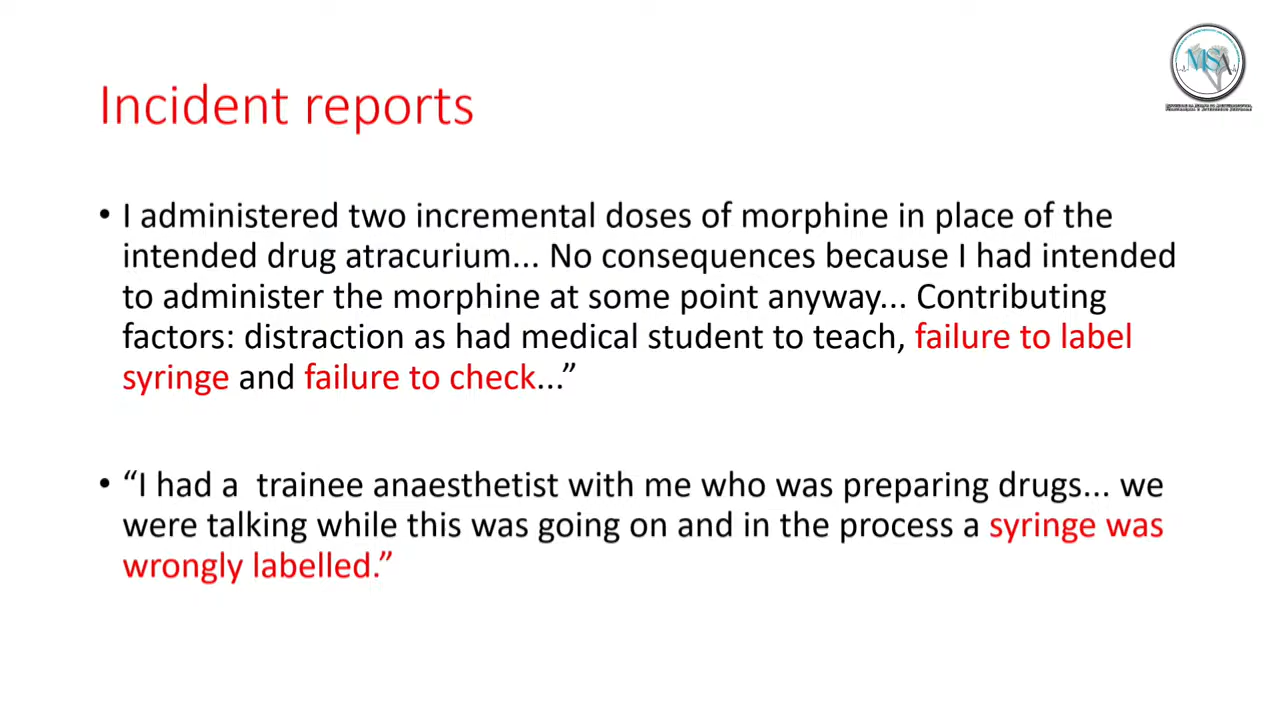 MSA
Incident reports
• I administered two incremental doses of morphine in place of the
intended drug atracurium... No consequences because I had intended
to administer the morphine at some point anyway... Contributing
factors: distraction as had medical student to teach, failure to label
syringe and failure to check...”
• “I had a  trainee anaesthetist with me who was preparing drugs... we
were talking while this was going on and in the process a syringe was
wrongly labelled.”